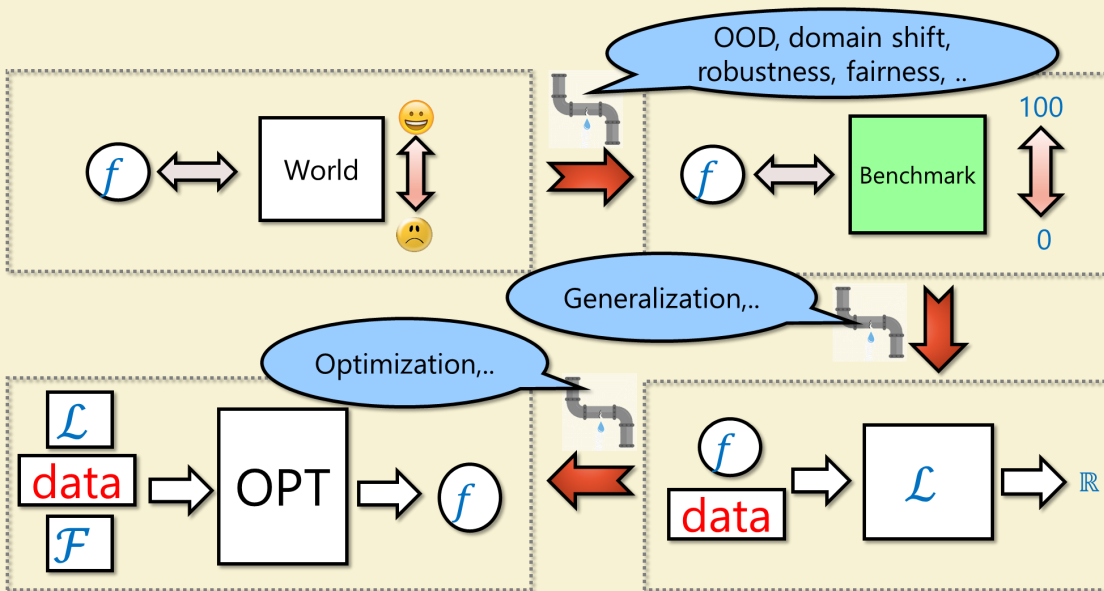 OOD, domain shift,
robustness, fairness, ..
f
World
f
Benchmark
100
0
Generalization,..
Optimization,..
ℒ
data
ℱ
OPT
f
f
data
ℒ
ℝ